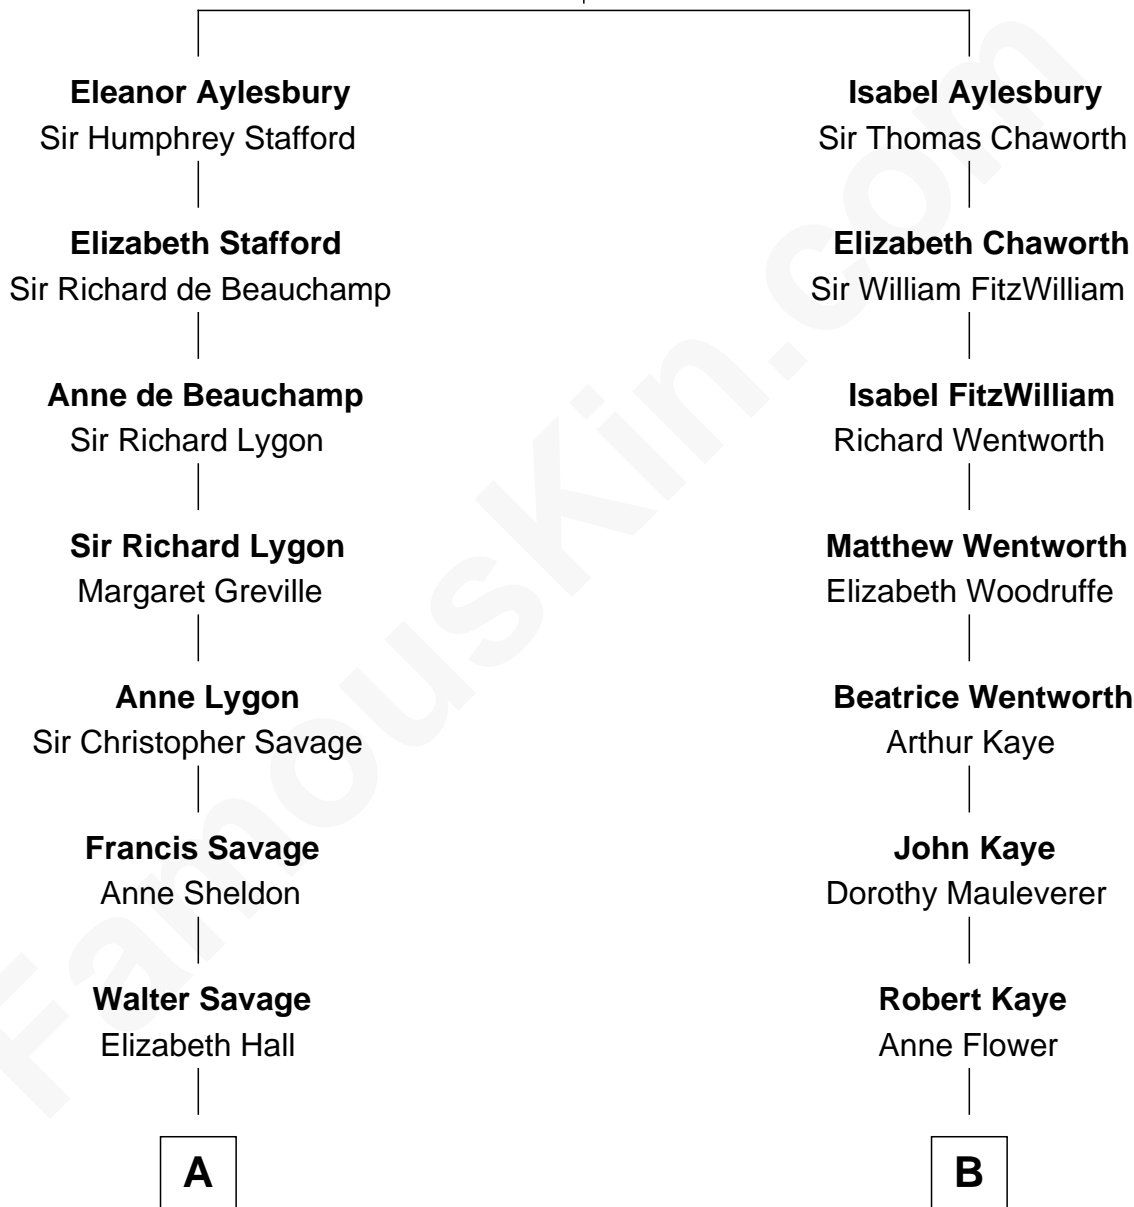 Eleanor Aylesbury
Sir Humphrey Stafford
Isabel Aylesbury
Sir Thomas Chaworth
Elizabeth Stafford
Sir Richard de Beauchamp
Elizabeth Chaworth
Sir William FitzWilliam
Anne de Beauchamp
Sir Richard Lygon
Isabel FitzWilliam
Richard Wentworth
Sir Richard Lygon
Margaret Greville
Matthew Wentworth
Elizabeth Woodruffe
Anne Lygon
Sir Christopher Savage
Beatrice Wentworth
Arthur Kaye
Francis Savage
Anne Sheldon
John Kaye
Dorothy Mauleverer
Walter Savage
Elizabeth Hall
Robert Kaye
Anne Flower
A
B
FamousKin.com